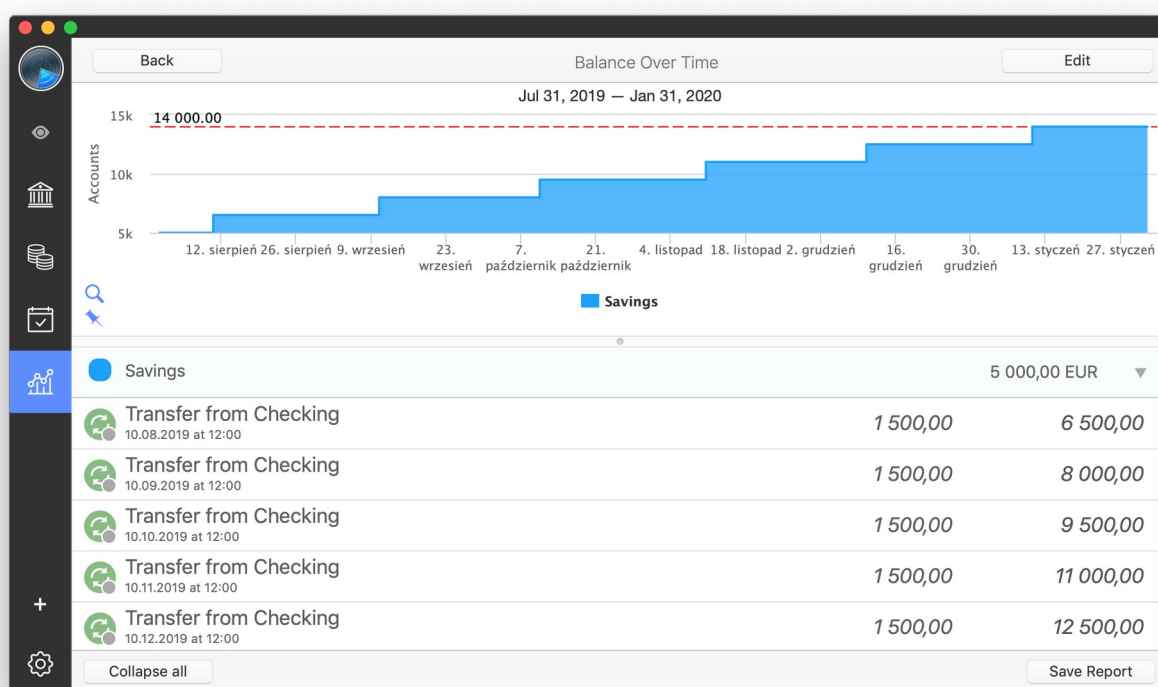 Back
Balance Over Time
Edit
Jul 31, 2019 — Jan 31, 2020
15k
14 000.00
Accounts
10k
5k
12. sierpień 26. sierpień 9. wrzesień 23. wrzesień 7. październik 21. październik 4. listopad 18. listopad 2. grudzień 16. grudzień 30. grudzień 13. styczeń 27. styczeń
Savings
Savings 5 000,00 EUR
Transfer from Checking 1 500,00 6 500,00
10.08.2019 at 12:00
Transfer from Checking 1 500,00 8 000,00
10.09.2019 at 12:00
Transfer from Checking 1 500,00 9 500,00
10.10.2019 at 12:00
Transfer from Checking 1 500,00 11 000,00
10.11.2019 at 12:00
Transfer from Checking 1 500,00 12 500,00
10.12.2019 at 12:00
Collapse all
Save Report